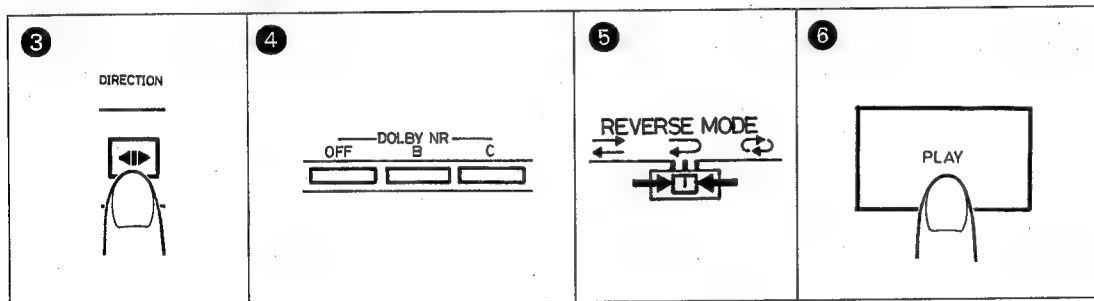 3
DIRECTION
4
DOLBY NR
OFF B C
5
REVERSE MODE
6
PLAY